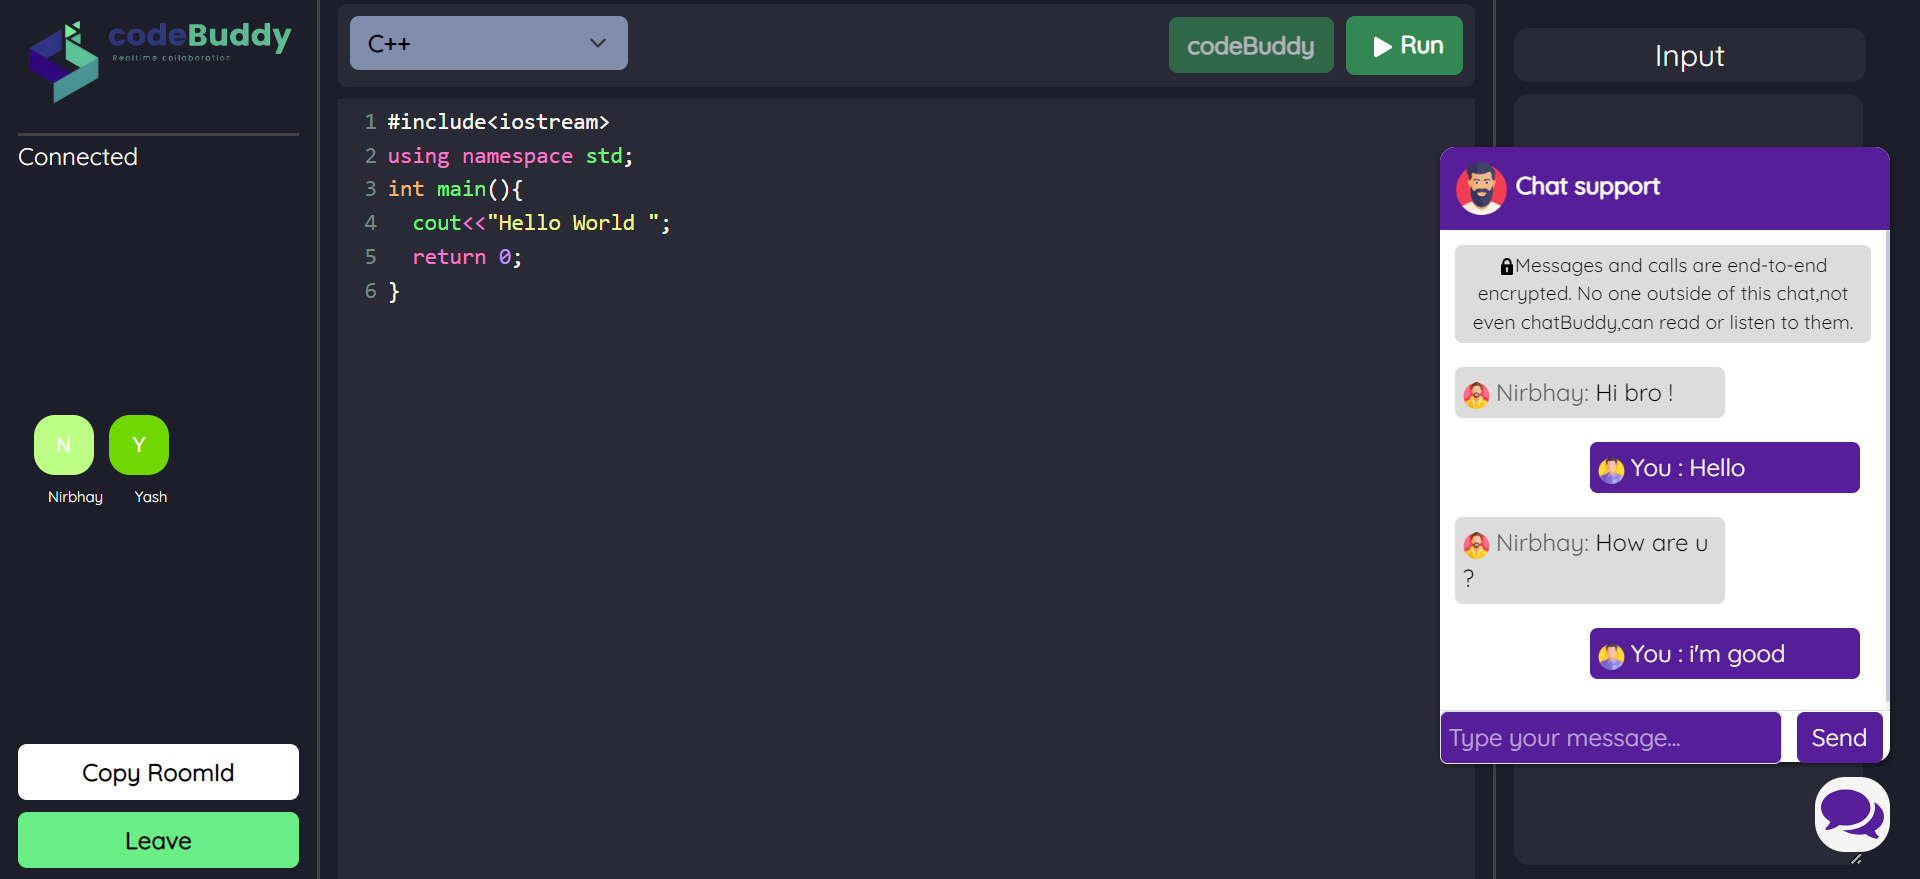 codeBuddy
Realtime collaboration
Connected
N
Y
Nirbhay
Yash
Copy RoomId
Leave
C++
codeBuddy
Run
1 #include<iostream>
2 using namespace std;
3 int main(){
4   cout<<"Hello World ";
5   return 0;
6 }
Input
Chat support
Messages and calls are end-to-end
encrypted. No one outside of this chat,not
even chatBuddy,can read or listen to them.
Nirbhay: Hi bro !
You : Hello
Nirbhay: How are u
?
You : i'm good
Type your message...
Send